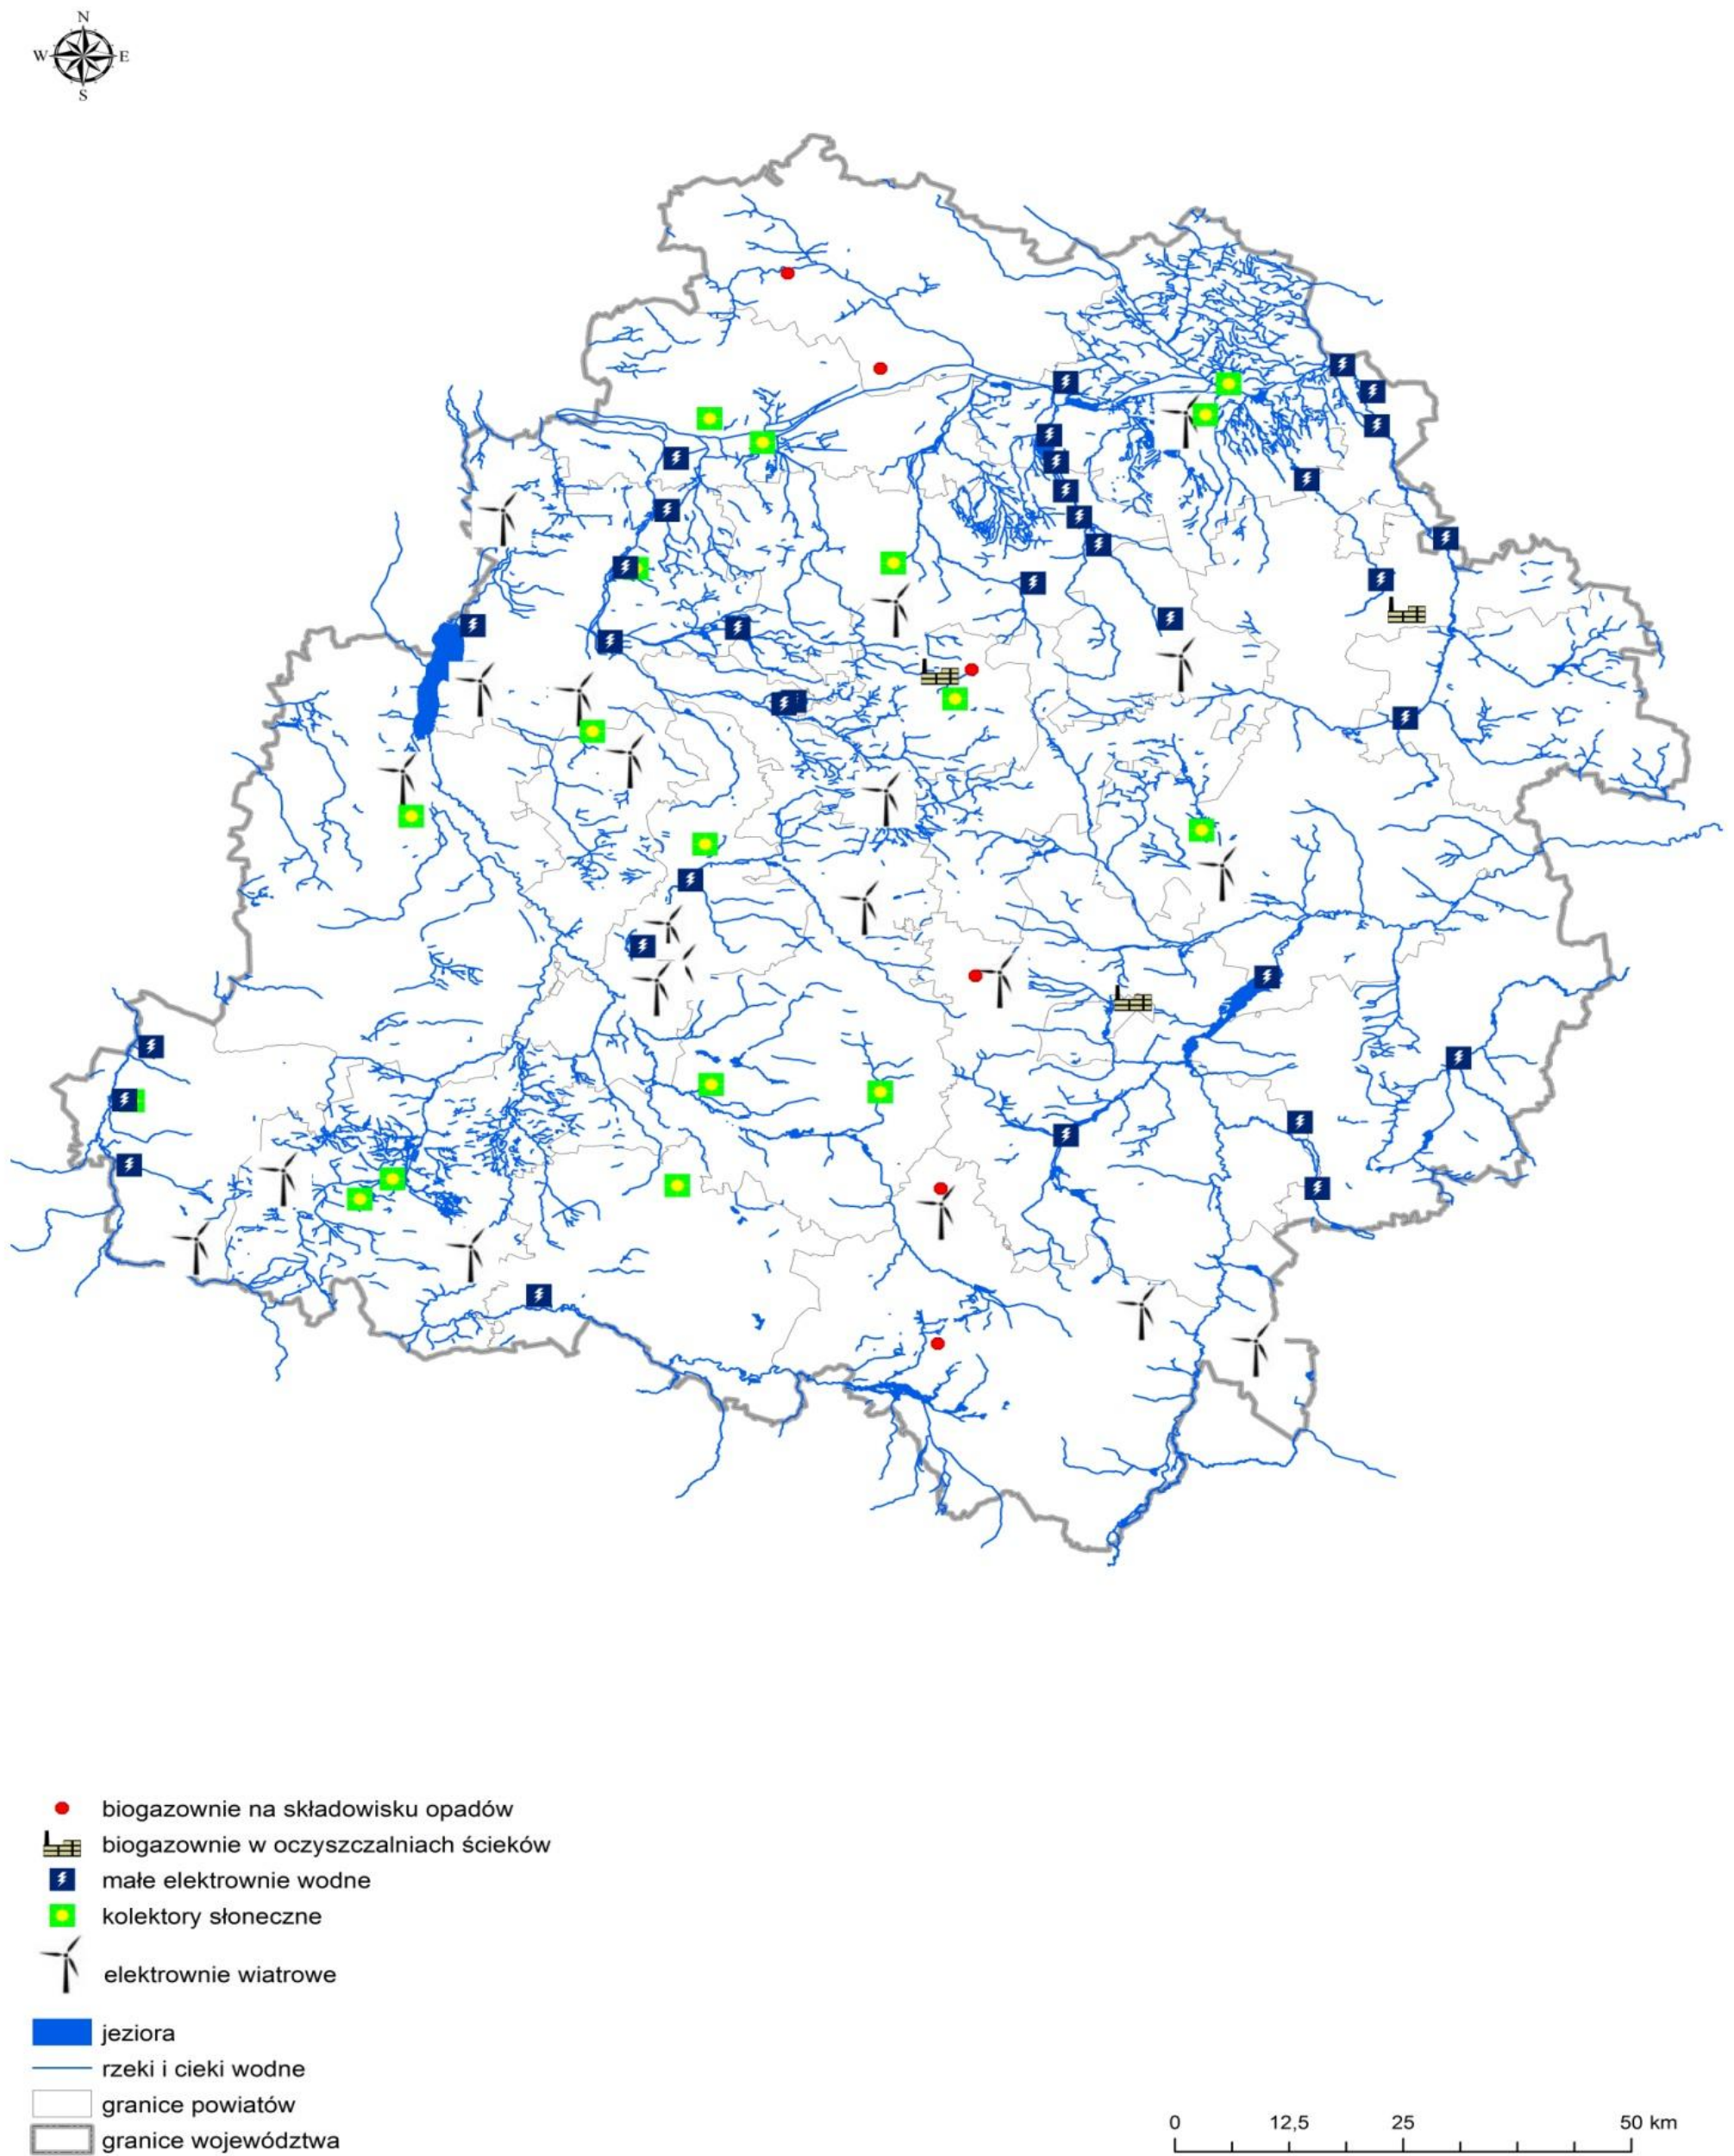 N
W E
S
biogazownie na składowisku opadów
biogazownie w oczyszczalniach ścieków
małe elektrownie wodne
kolektory słoneczne
elektrownie wiatrowe
jeziora
rzeki i cieki wodne
granice powiatów
granice województwa
0 12,5 25 50 km